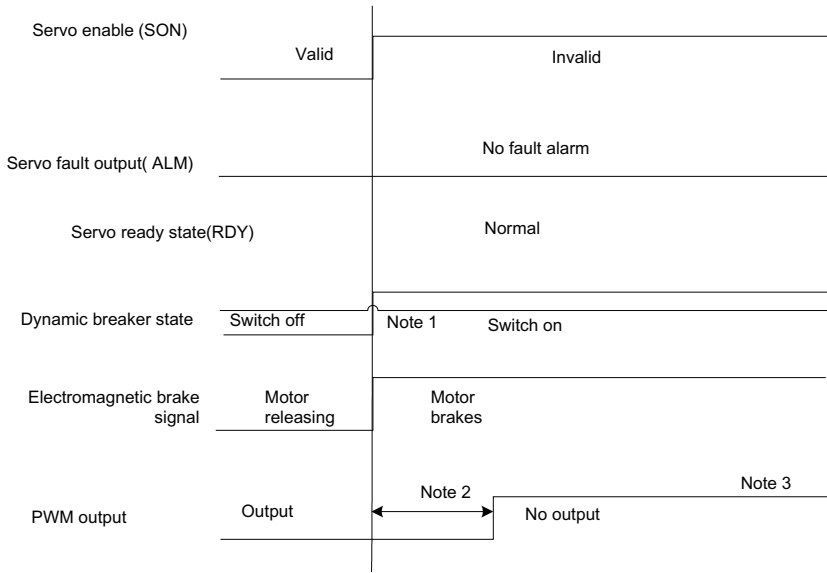 Servo enable (SON)
Valid
Invalid
No fault alarm
Servo fault output( ALM)
Servo ready state(RDY)
Normal
Dynamic breaker state
Switch off
Note 1
Switch on
Electromagnetic brake
signal
Motor
releasing
Motor
brakes
Note 2
Note 3
PWM output
Output
No output